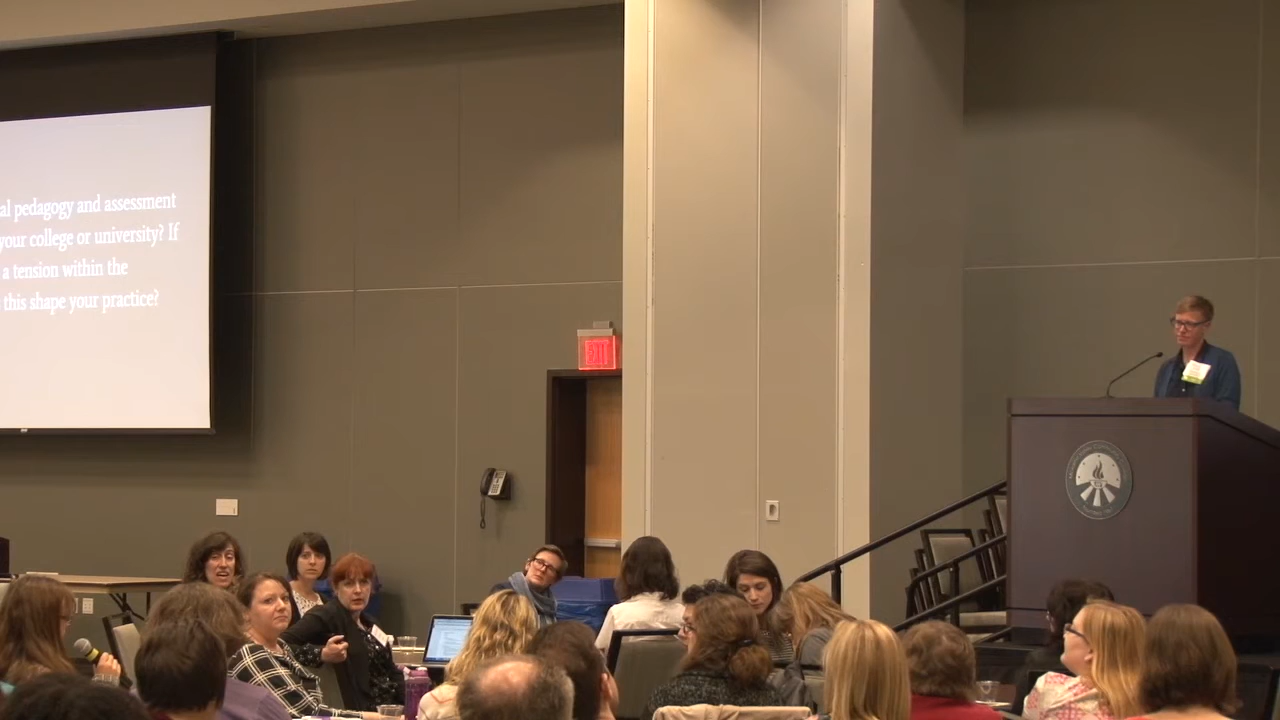 al pedagogy and assessment
your college or university? If
a tension within the
this shape your practice?
EXIT